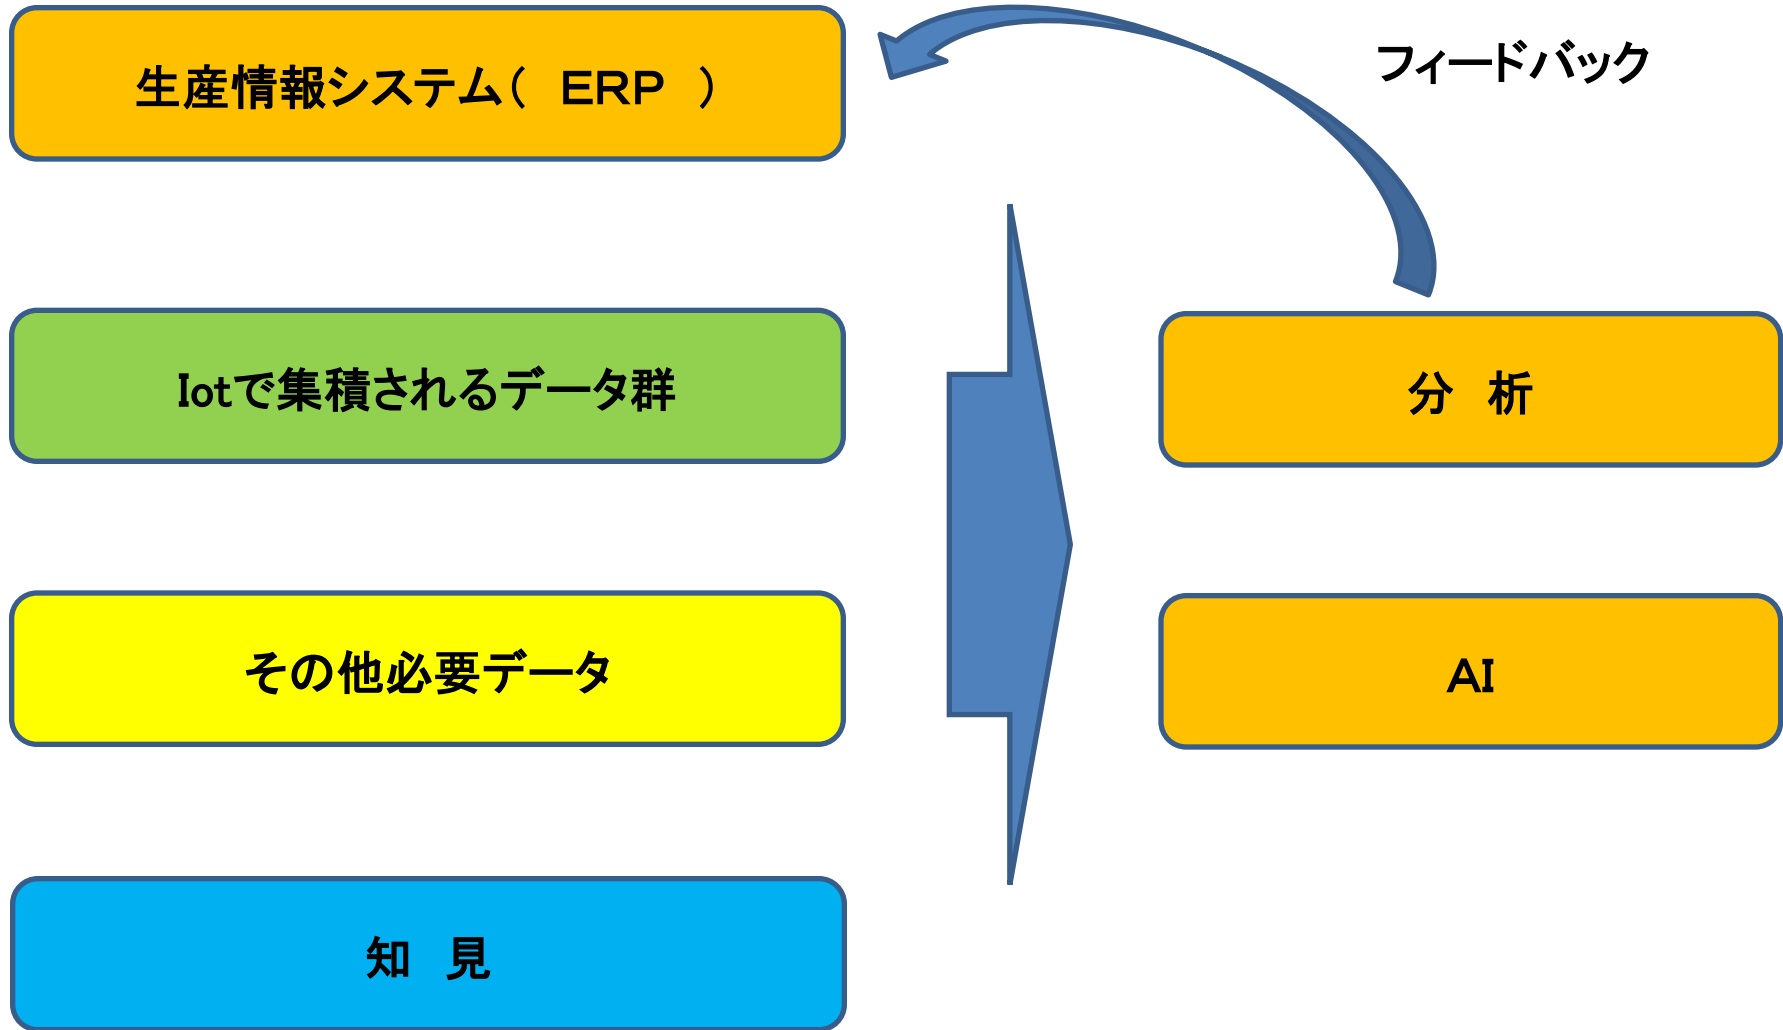 生産情報システム(　ERP　)
フィードバック
Iotで集積されるデータ群
分　析
その他必要データ
AI
知　見